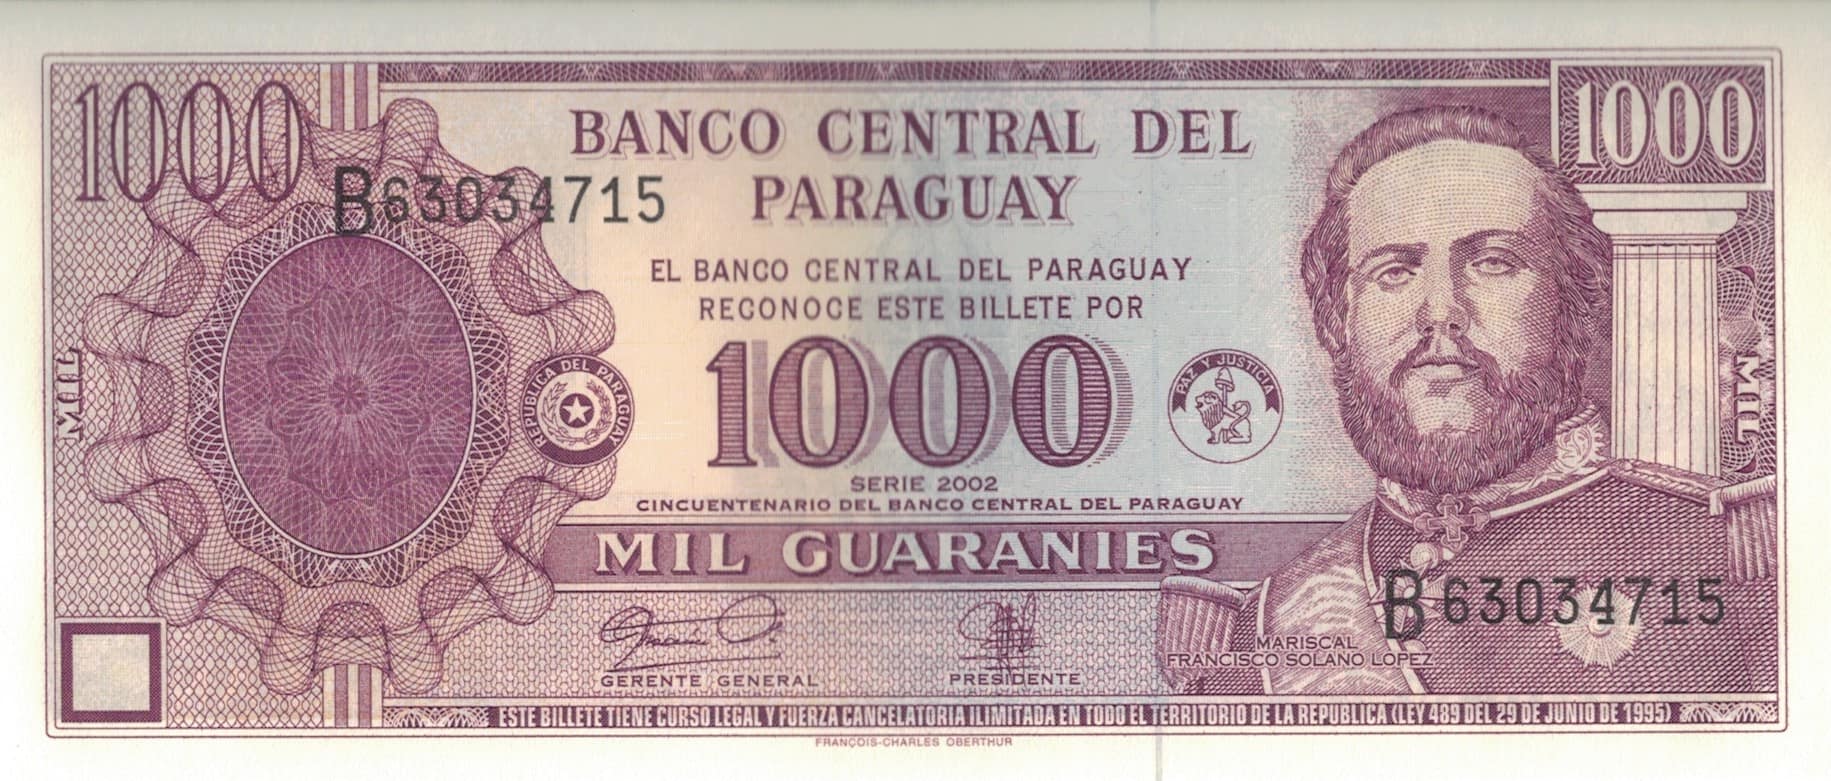 1000
1000
B63034715
BANCO CENTRAL DEL
PARAGUAY
EL BANCO CENTRAL DEL PARAGUAY
RECONOCE ESTE BILLETE POR
1000
MIL
REPUBLICA DEL PARAGUAY
PAZ Y JUSTICIA
MIL
SERIE 2002
CINCUENTENARIO DEL BANCO CENTRAL DEL PARAGUAY
MIL GUARANIES
B63034715
MARISCAL
FRANCISCO SOLANO LOPEZ
GERENTE GENERAL
PRESIDENTE
ESTE BILLETE TIENE CURSO LEGAL Y FUERZA CANCELATORIA ILIMITADA EN TODO EL TERRITORIO DE LA REPUBLICA (LEY 489 DEL 29 DE JUNIO DE 1995)
FRANÇOIS-CHARLES OBERTHUR